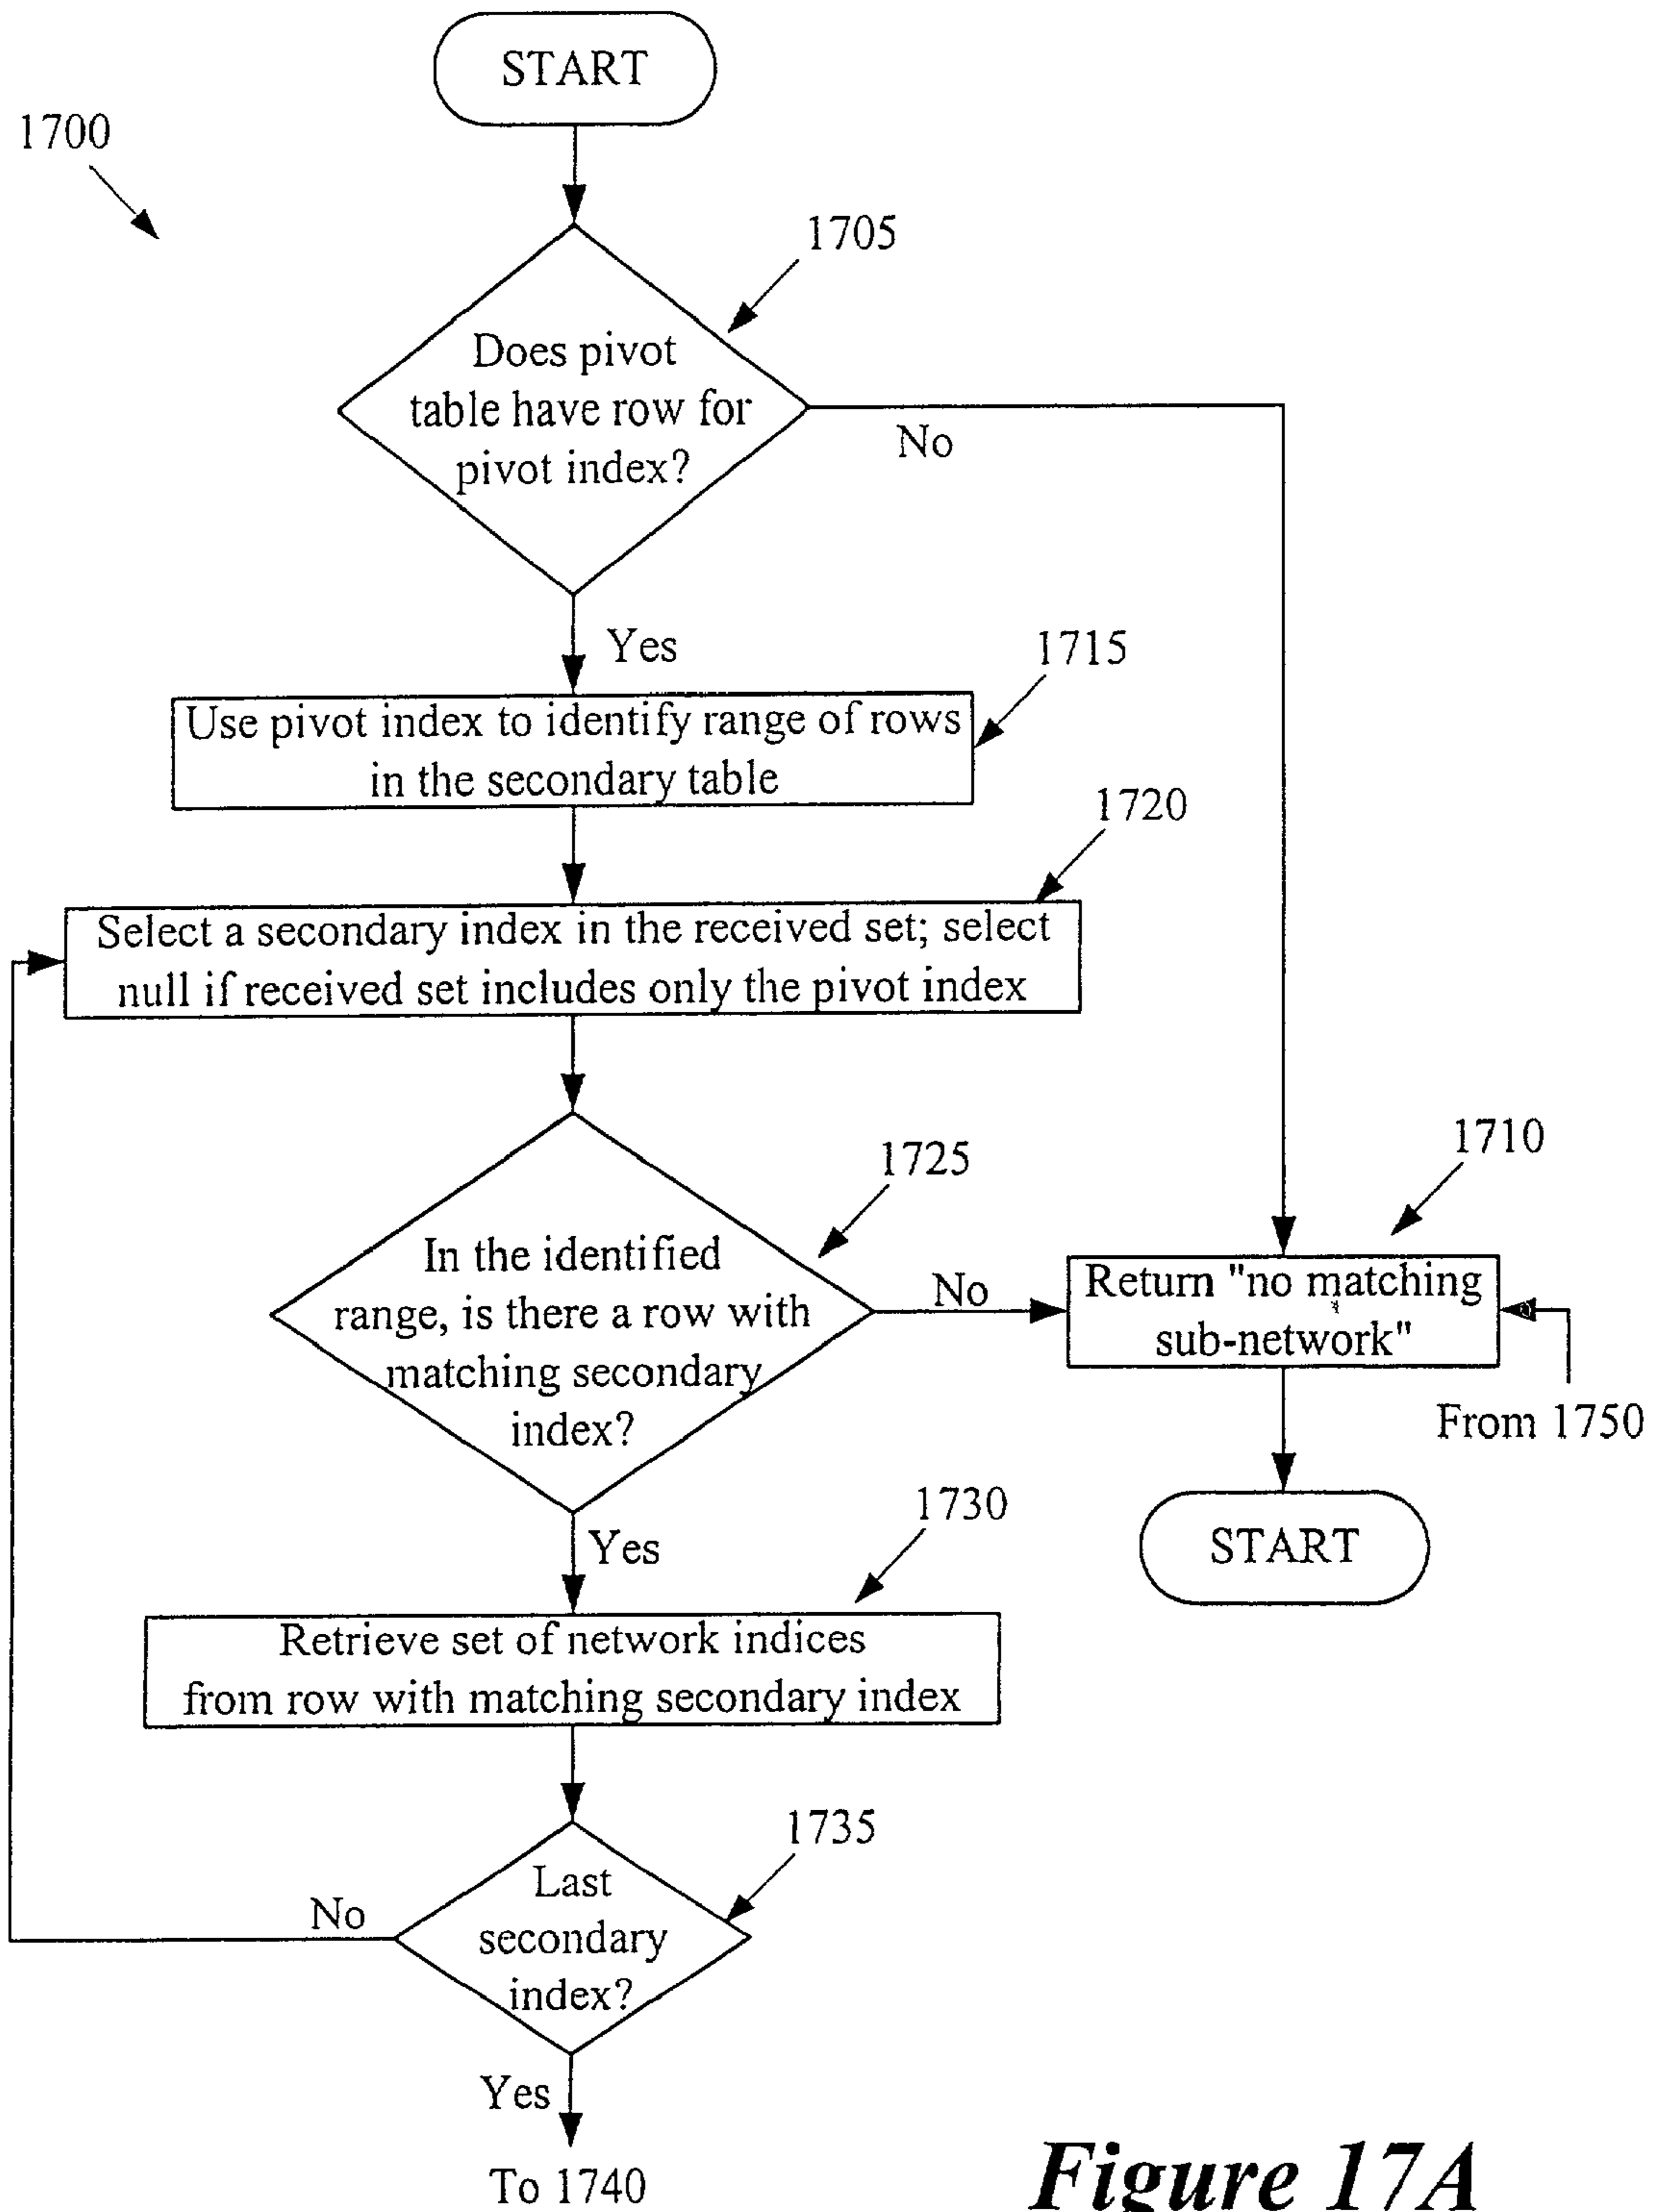 START
1700
1705
Does pivot
table have row for
pivot index?
No
Yes
1715
Use pivot index to identify range of rows
in the secondary table
1720
Select a secondary index in the received set; select
null if received set includes only the pivot index
1725
1710
In the identified
range, is there a row with
matching secondary
index?
No
Return "no matching
sub-network"
From 1750
START
Yes
1730
Retrieve set of network indices
from row with matching secondary index
1735
Last
secondary
index?
No
Yes
To 1740
Figure 17A